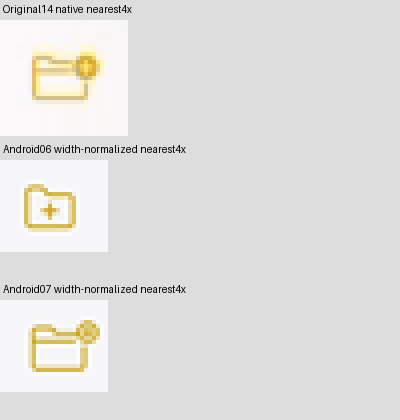 Original14 native nearest4x
Android06 width-normalized nearest4x
Android07 width-normalized nearest4x